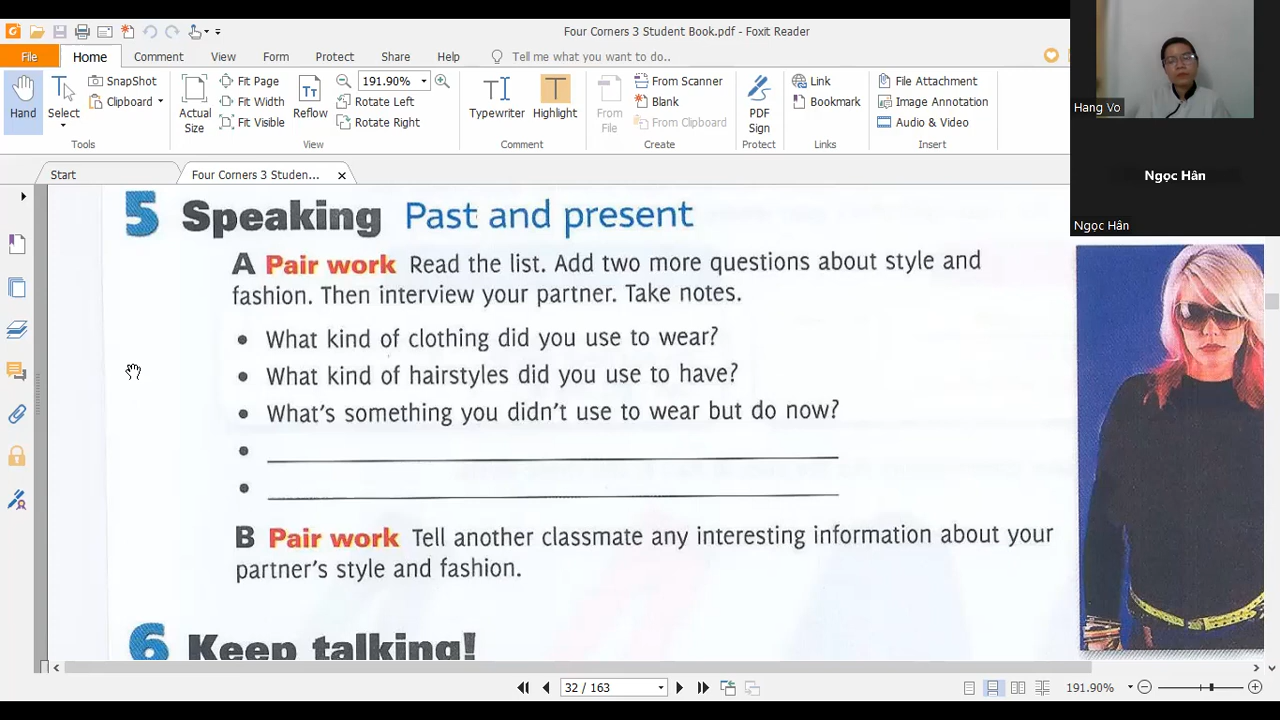 Four Corners 3 Student Book.pdf - Foxit Reader
File Home Comment View Form Protect Share Help Tell me what you want to do..
Hand
Select
SnapShot
Clipboard
Tools
Actual Size
Fit Page
Fit Width
Fit Visible
Reflow
191.90%
Rotate Left
Rotate Right
View
Typewriter
Highlight
Comment
From File
From Scanner
Blank
From Clipboard
Create
PDF Sign
Protect
Link
Bookmark
Links
File Attachment
Image Annotation
Audio & Video
Insert
Hang Vo
Ngọc Hân
Ngọc Hân
Start
Four Corners 3 Studen...
5 Speaking Past and present
A Pair work Read the list. Add two more questions about style and
fashion. Then interview your partner. Take notes.
• What kind of clothing did you use to wear?
• What kind of hairstyles did you use to have?
• What's something you didn't use to wear but do now?
B Pair work Tell another classmate any interesting information about your
partner's style and fashion.
6 Keep talking!
32 / 163
191.90%